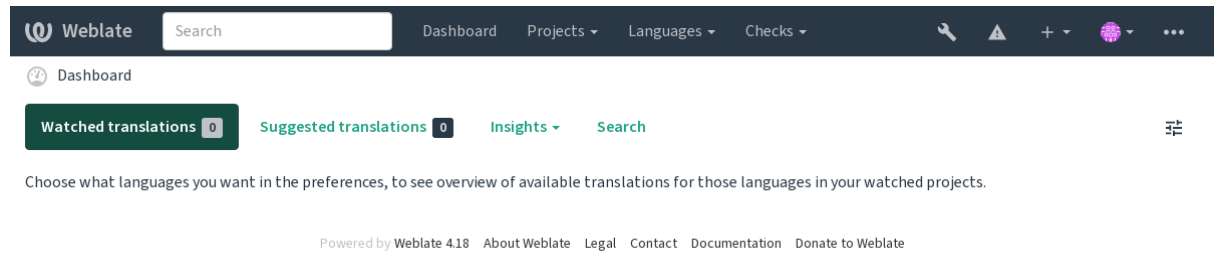 Weblate Search Dashboard Projects Languages Checks
Dashboard
Watched translations 0 Suggested translations 0 Insights Search
Choose what languages you want in the preferences, to see overview of available translations for those languages in your watched projects.
Powered by Weblate 4.18 About Weblate Legal Contact Documentation Donate to Weblate